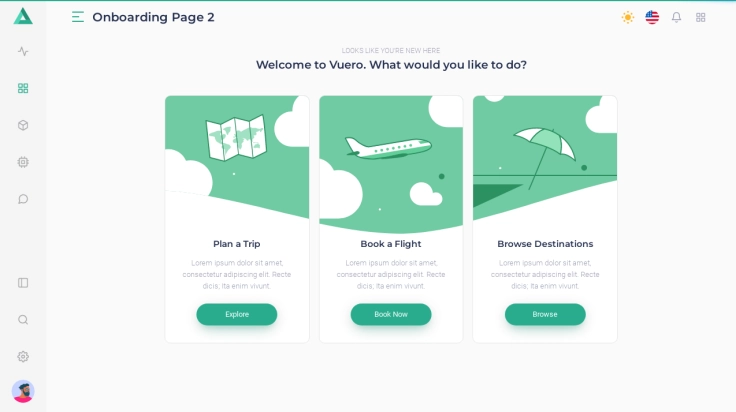 Onboarding Page 2
LOOKS LIKE YOU'RE NEW HERE
Welcome to Vuero. What would you like to do?
Plan a Trip
Lorem ipsum dolor sit amet,
consectetur adipiscing elit. Recte
dicis; Ita enim vivunt.
Explore
Book a Flight
Lorem ipsum dolor sit amet,
consectetur adipiscing elit. Recte
dicis; Ita enim vivunt.
Book Now
Browse Destinations
Lorem ipsum dolor sit amet,
consectetur adipiscing elit. Recte
dicis; Ita enim vivunt.
Browse